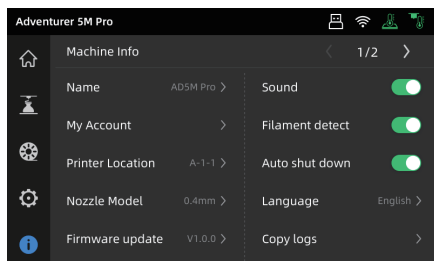 Adventurer 5M Pro
Machine Info 1/2
Name AD5M Pro
Sound
My Account
Filament detect
Printer Location A-1-1
Auto shut down
Nozzle Model 0.4mm
Language English
Firmware update V1.0.0
Copy logs